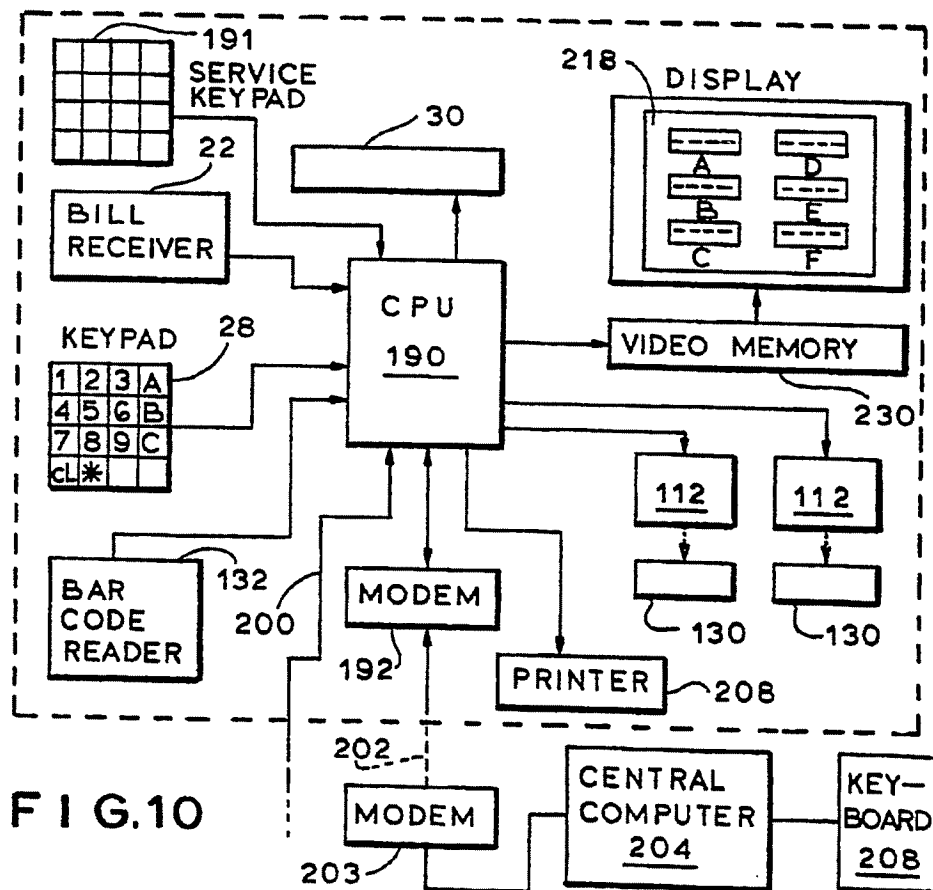 191
SERVICE
KEYPAD
22
BILL
RECEIVER
30
218
DISPLAY
A
D
B
E
C
F
CPU
190
VIDEO MEMORY
230
KEYPAD
28
1 2 3 A
4 5 6 B
7 8 9 C
cL *
112
112
130
130
BAR
CODE
READER
132
200
MODEM
192
PRINTER
208
202
MODEM
203
CENTRAL
COMPUTER
204
KEY-
BOARD
208
FIG.10